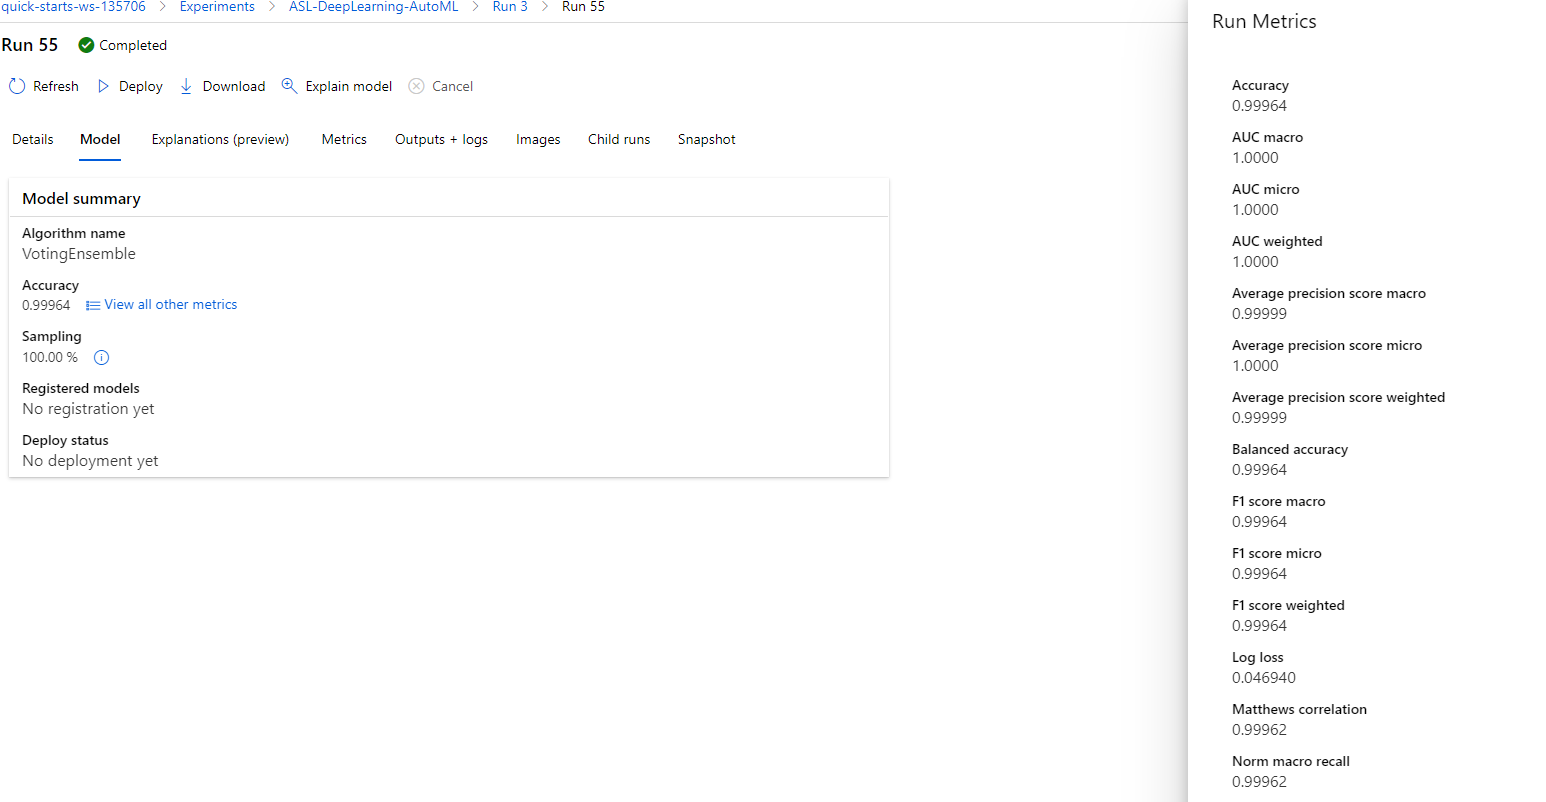 quick-starts-ws-135706 > Experiments > ASL-DeepLearning-AutoML > Run 3 > Run 55
Run 55 Completed
Refresh Deploy Download Explain model Cancel
Details Model Explanations (preview) Metrics Outputs + logs Images Child runs Snapshot
Model summary
Algorithm name
VotingEnsemble
Accuracy
0.99964 View all other metrics
Sampling
100.00 %
Registered models
No registration yet
Deploy status
No deployment yet
Run Metrics
Accuracy
0.99964
AUC macro
1.0000
AUC micro
1.0000
AUC weighted
1.0000
Average precision score macro
0.99999
Average precision score micro
1.0000
Average precision score weighted
0.99999
Balanced accuracy
0.99964
F1 score macro
0.99964
F1 score micro
0.99964
F1 score weighted
0.99964
Log loss
0.046940
Matthews correlation
0.99962
Norm macro recall
0.99962